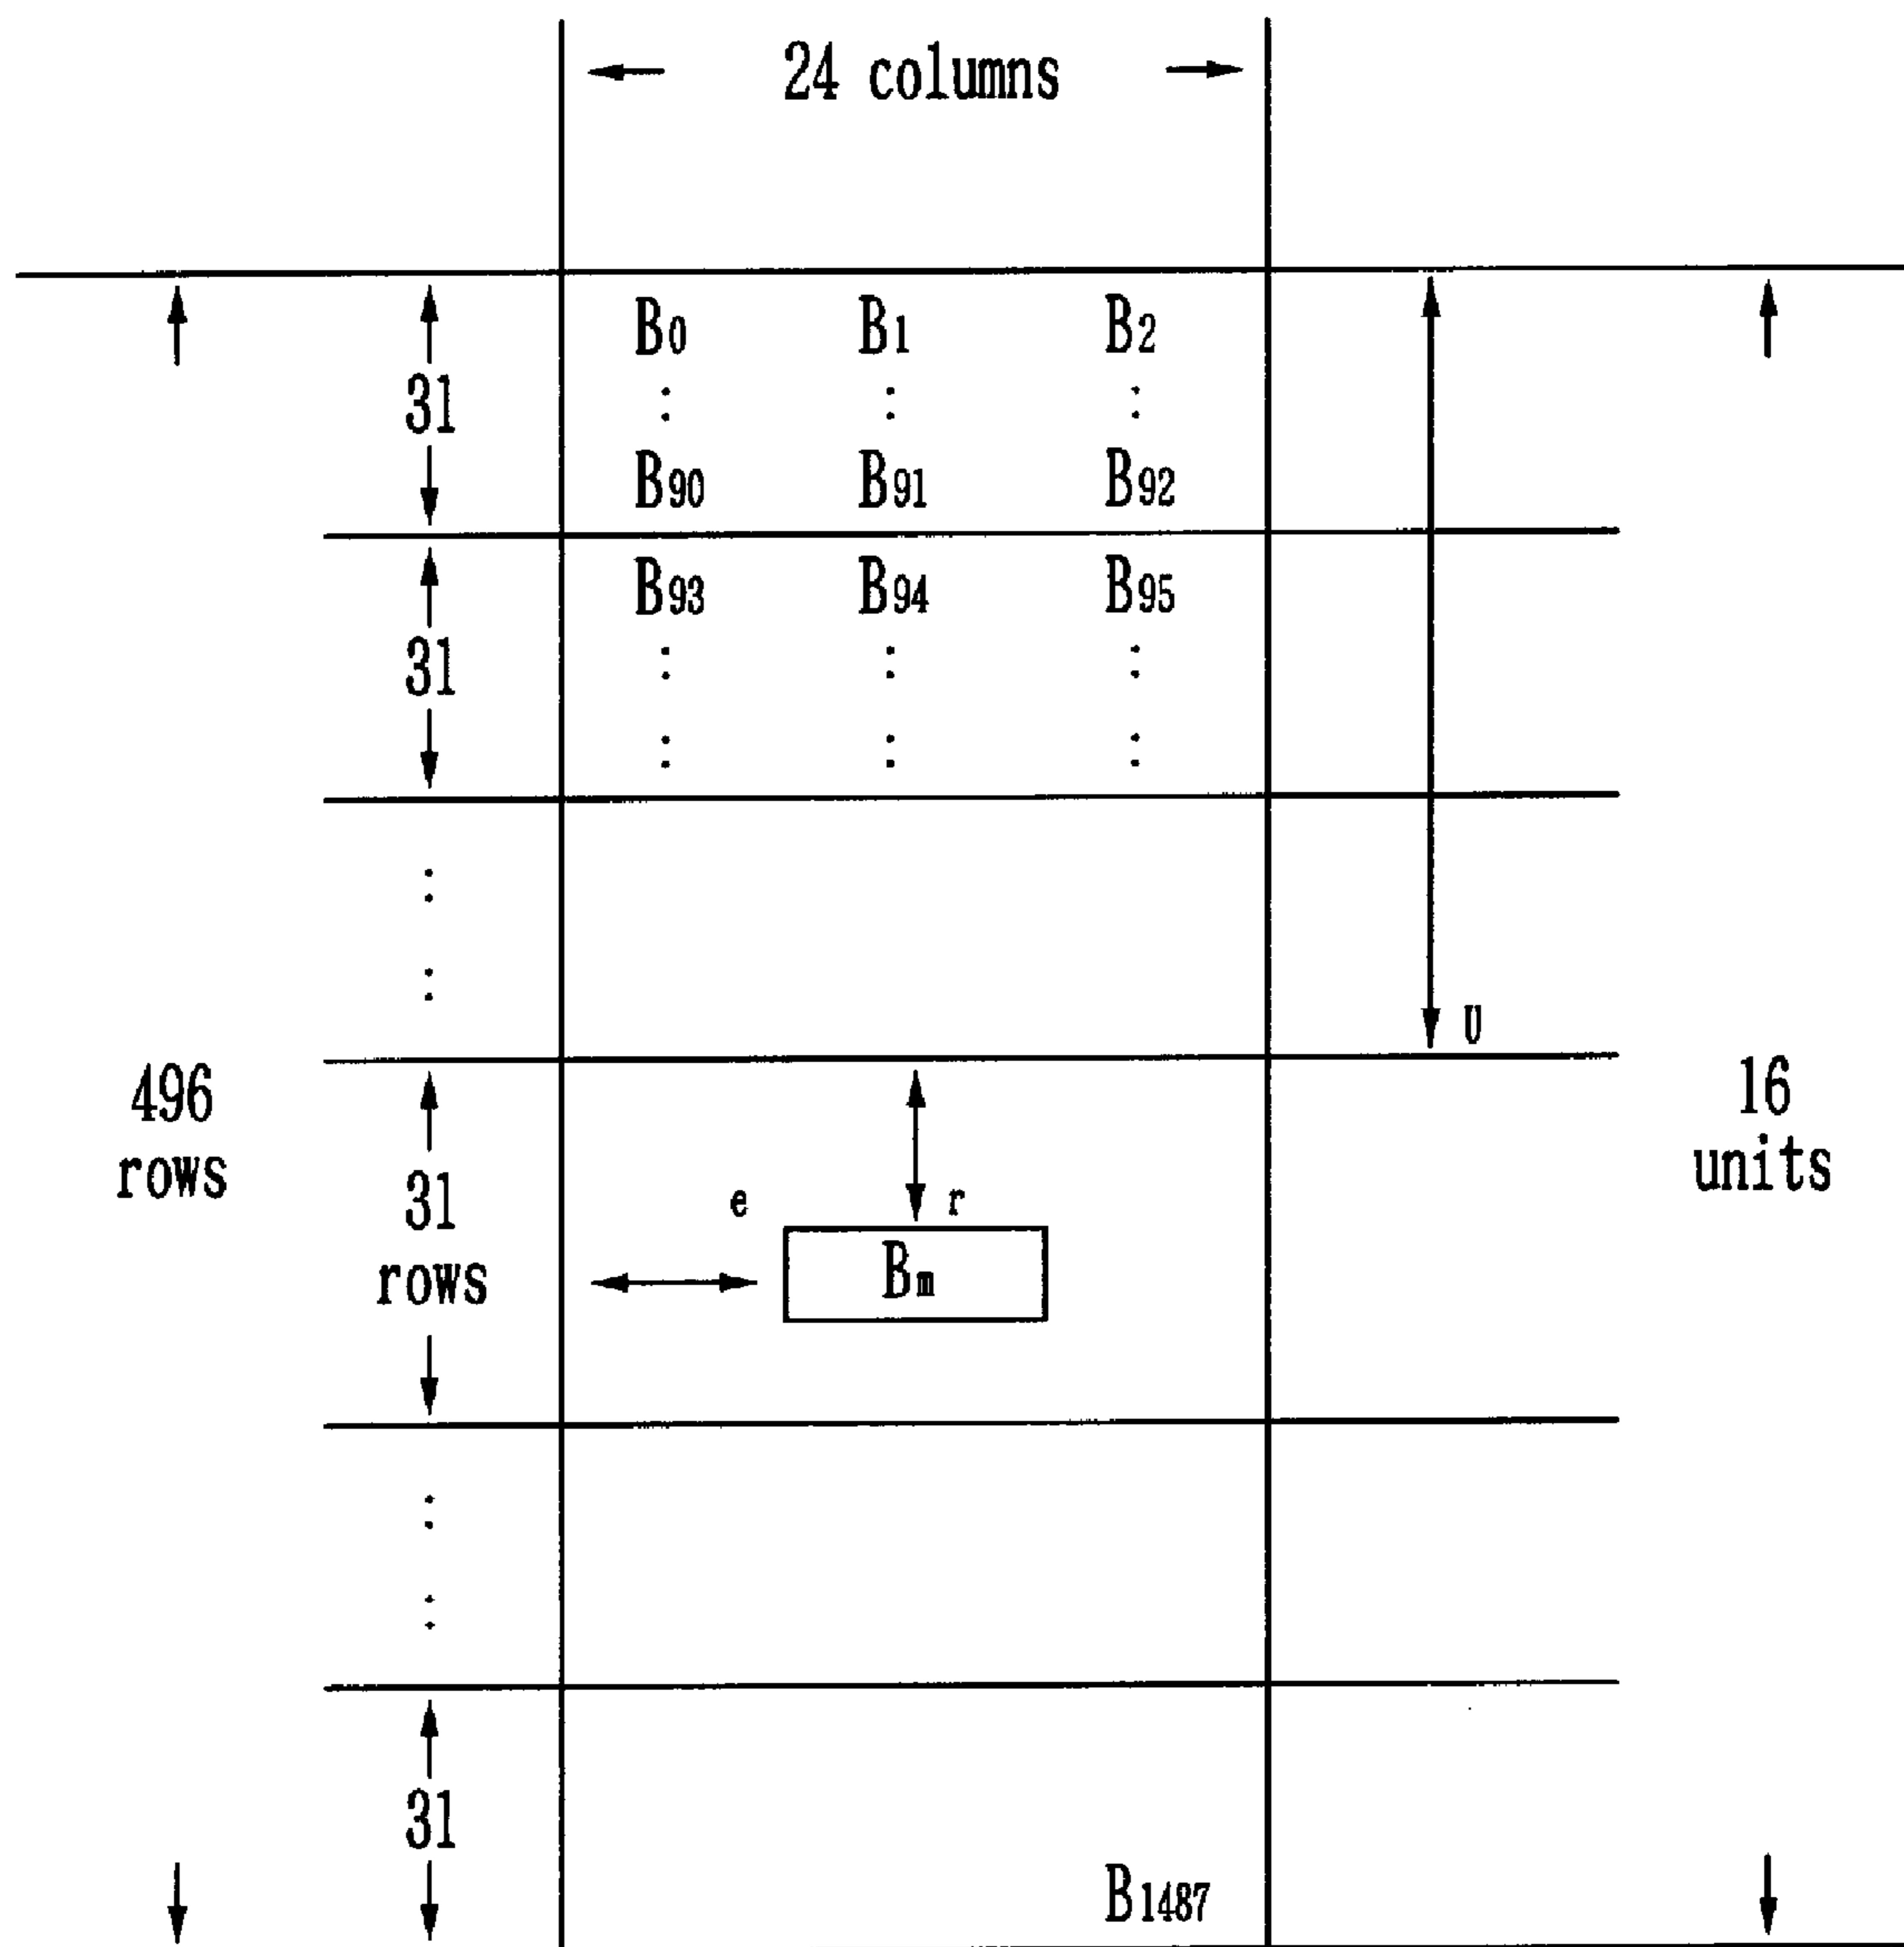 24 columns
B0 B1 B2
: : :
31
B90 B91 B92
B93 B94 B95
: : :
31
: : :
:
:
U
496
rows
31
rows
16
units
e r
Bm
:
:
31
B1487